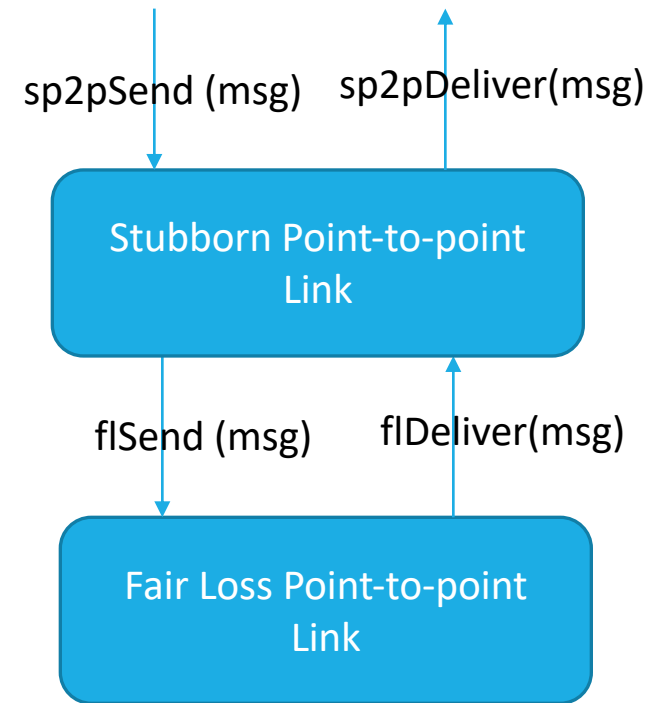 sp2pSend (msg)
sp2pDeliver(msg)
Stubborn Point-to-point
Link
flSend (msg)
flDeliver(msg)
Fair Loss Point-to-point
Link